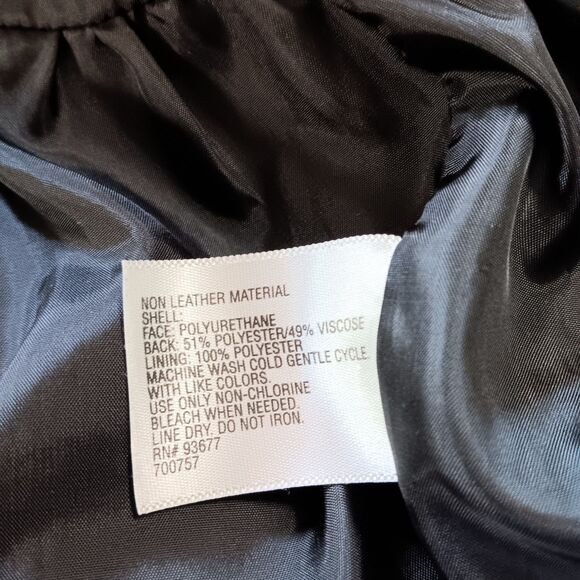 NON LEATHER MATERIAL
SHELL:
FACE: POLYURETHANE
BACK: 51% POLYESTER/49% VISCOSE
LINING: 100% POLYESTER
MACHINE WASH COLD GENTLE CYCLE
WITH LIKE COLORS.
USE ONLY NON-CHLORINE
BLEACH WHEN NEEDED.
LINE DRY. DO NOT IRON.
RN# 93677
700757